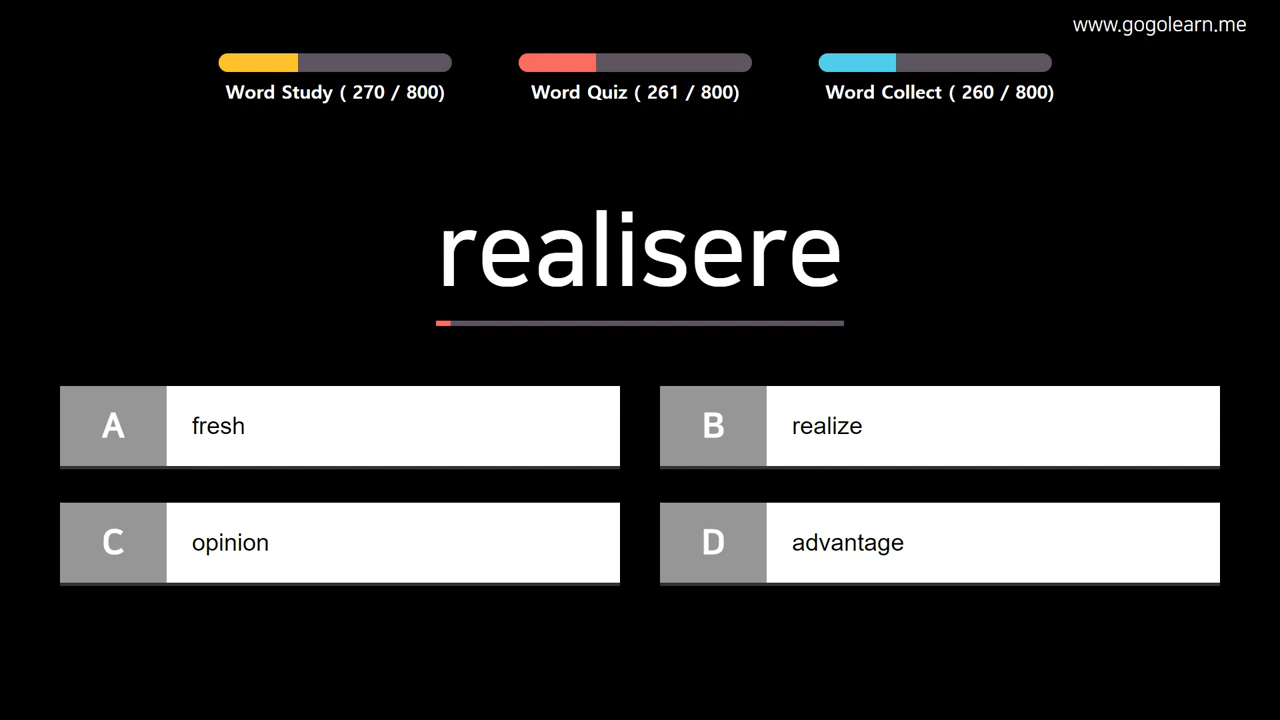 www.gogolearn.me
Word Study ( 270 / 800)
Word Quiz ( 261 / 800)
Word Collect ( 260 / 800)
realisere
A fresh
B realize
C opinion
D advantage